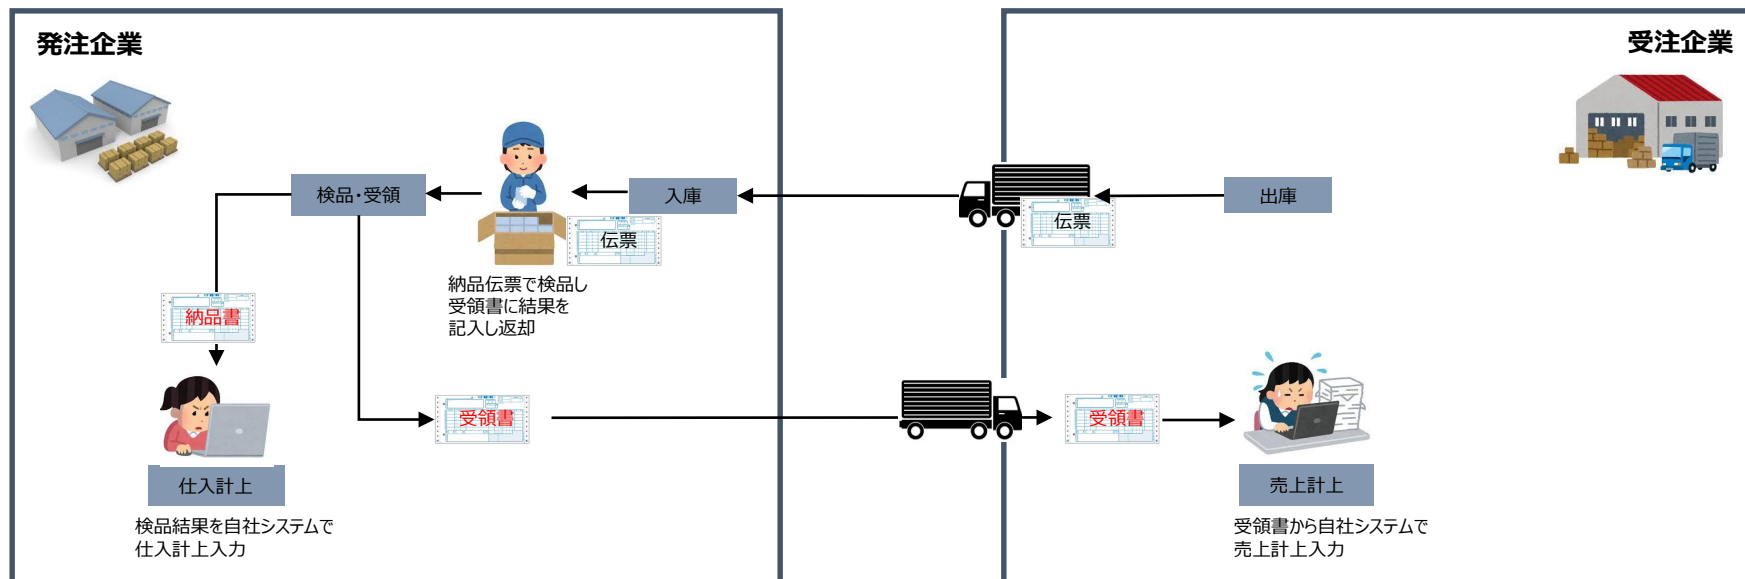 発注企業
受注企業
検品・受領
入庫
出庫
伝票
伝票
納品伝票で検品し
受領書に結果を
記入し返却
納品書
受領書
受領書
仕入計上
売上計上
検品結果を自社システムで
仕入計上入力
受領書から自社システムで
売上計上入力